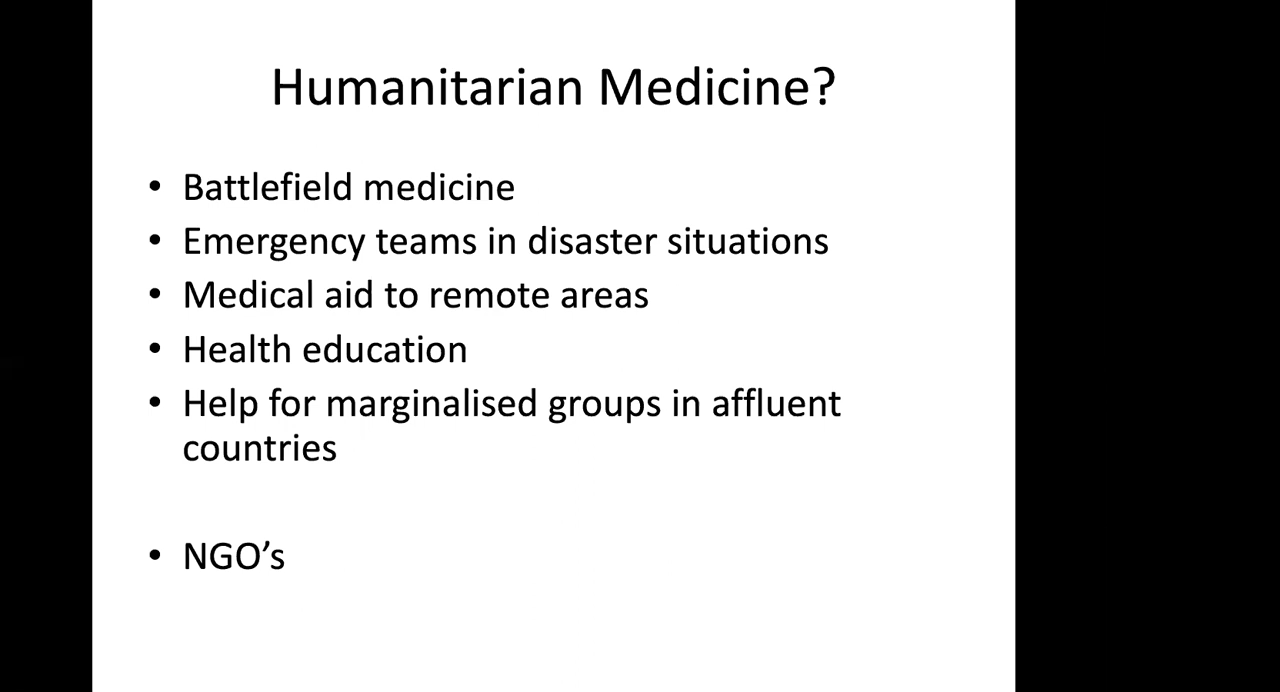 Humanitarian Medicine?
• Battlefield medicine
• Emergency teams in disaster situations
• Medical aid to remote areas
• Health education
• Help for marginalised groups in affluent
countries
• NGO’s